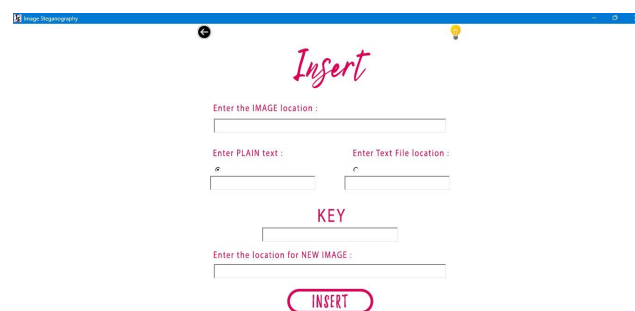 Image Steganography
Insert
Enter the IMAGE location :
Enter PLAIN text :
Enter Text File location :
KEY
Enter the location for NEW IMAGE :
INSERT